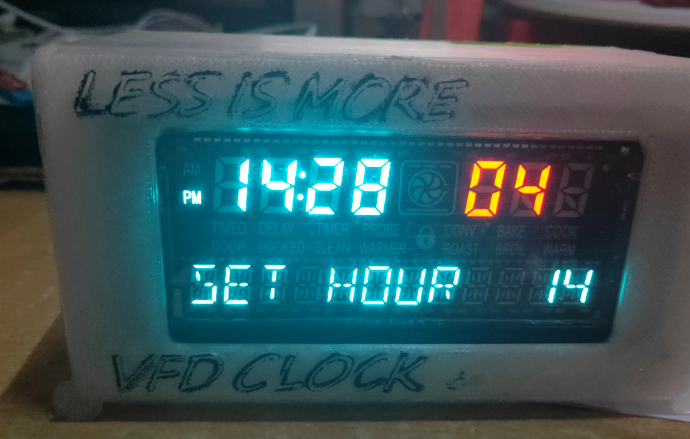 LESS IS MORE
AM
PM 14:28 04
TIMED DELAY TIMER PROBE CONV BAKE COOK
DOOR LOCKED CLEAN WARMER ROAST BROIL WARM
SET HOUR 14
VFD CLOCK